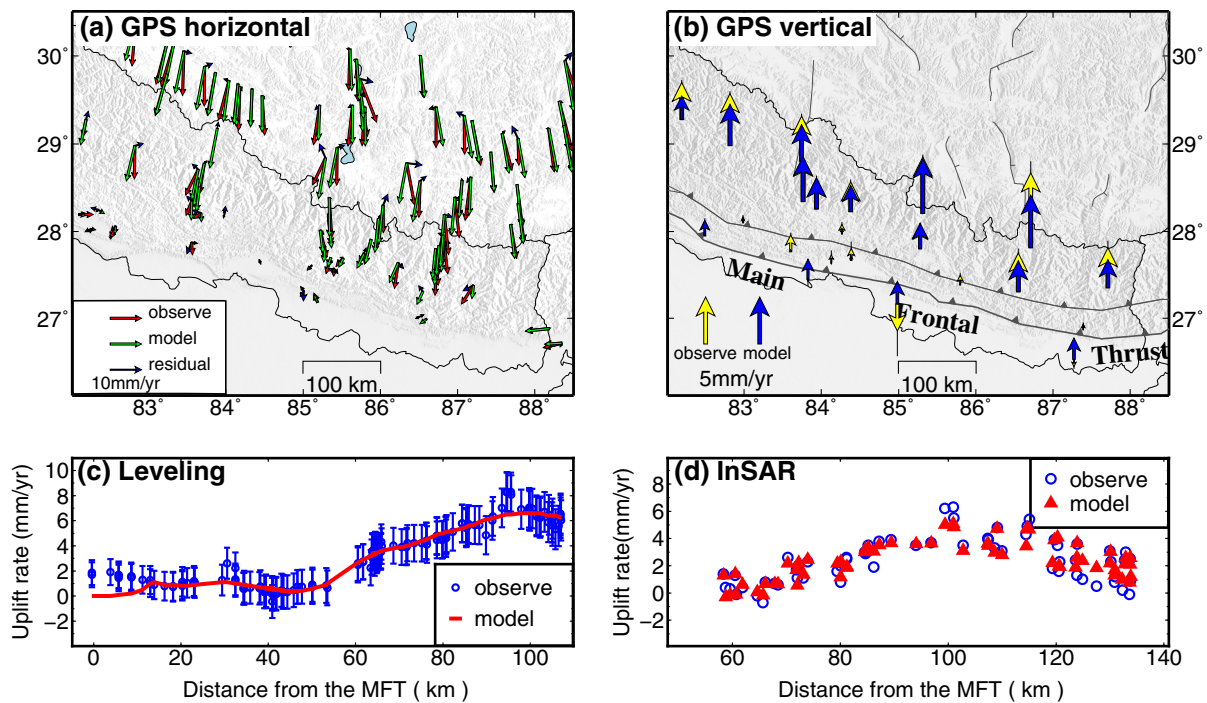 (a) GPS horizontal
30˚
29˚
28˚
27˚
observe
model
residual
10mm/yr
100 km
83˚ 84˚ 85˚ 86˚ 87˚ 88˚
(b) GPS vertical
30˚
29˚
28˚
27˚
Main
Frontal
Thrust
observe model
5mm/yr
100 km
83˚ 84˚ 85˚ 86˚ 87˚ 88˚
(c) Leveling
Uplift rate (mm/yr)
10
8
6
4
2
0
−2
observe
model
0 20 40 60 80 100
Distance from the MFT ( km)
(d) InSAR
Uplift rate(mm/yr)
8
6
4
2
0
−2
observe
model
60 80 100 120 140
Distance from the MFT ( km)